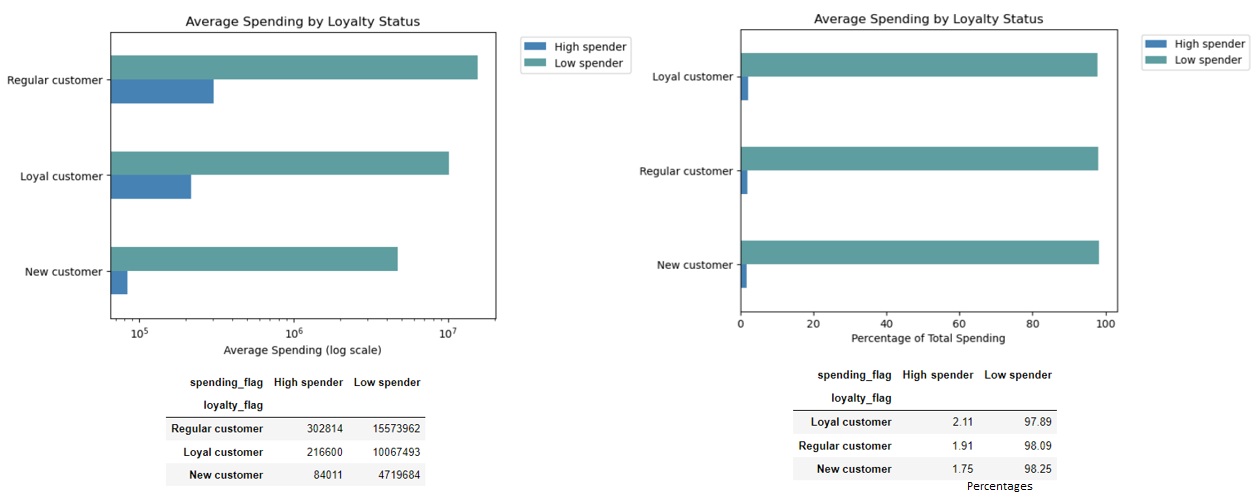 Average Spending by Loyalty Status
High spender
Low spender
Regular customer
Loyal customer
New customer
10^5 10^6 10^7
Average Spending (log scale)
spending_flag High spender Low spender
loyalty_flag
Regular customer 302814 15573962
Loyal customer 216600 10067493
New customer 84011 4719684
Average Spending by Loyalty Status
High spender
Low spender
Loyal customer
Regular customer
New customer
0 20 40 60 80 100
Percentage of Total Spending
spending_flag High spender Low spender
loyalty_flag
Loyal customer 2.11 97.89
Regular customer 1.91 98.09
New customer 1.75 98.25
Percentages